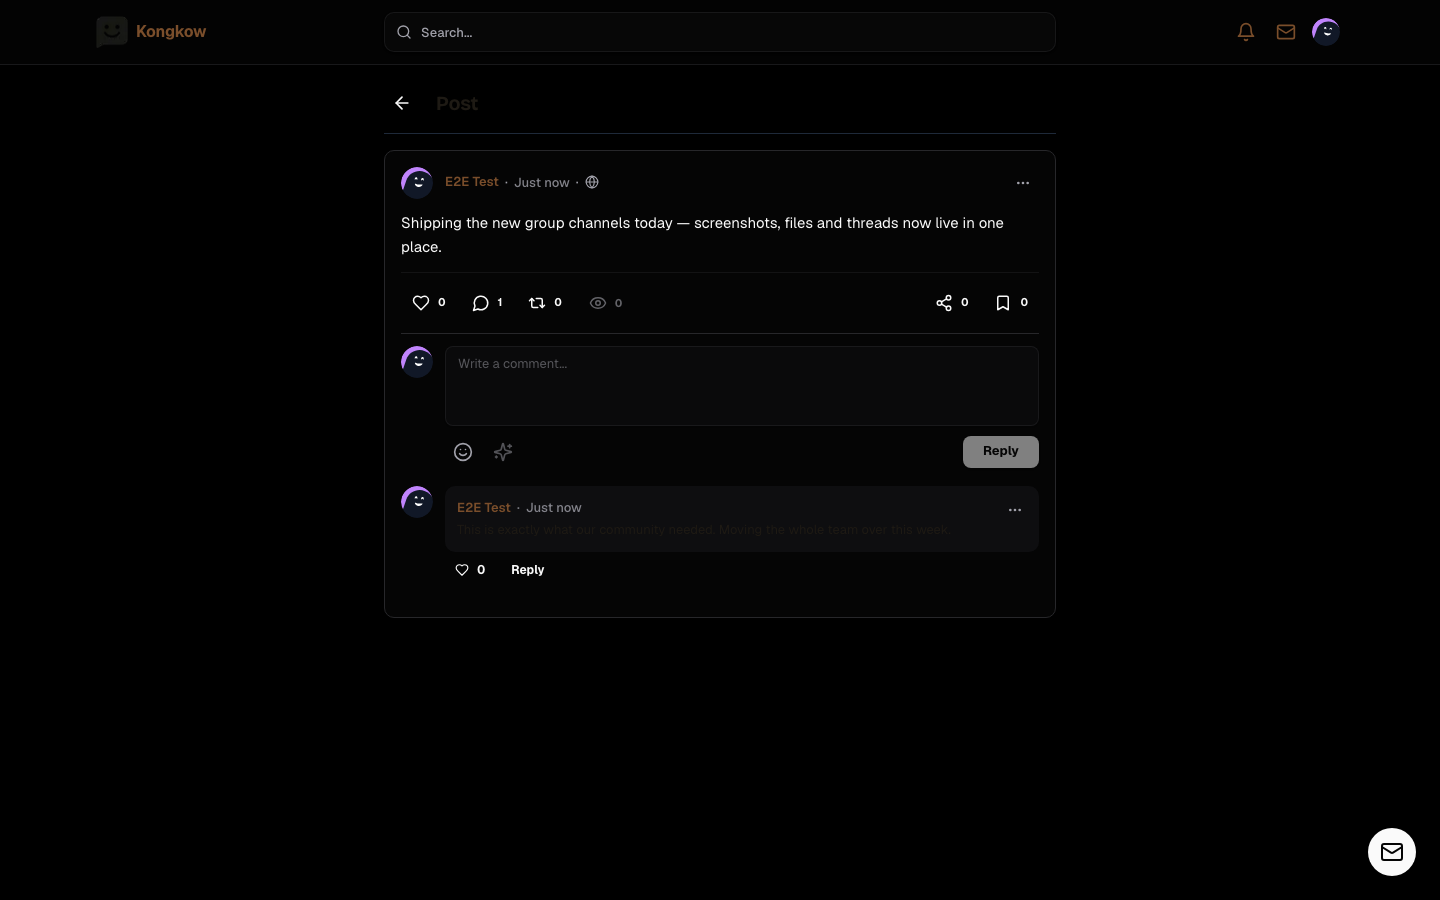 Kongkow
Search...
Post
E2E Test · Just now ·
Shipping the new group channels today — screenshots, files and threads now live in one
place.
0 1 0 0 0 0
Write a comment...
Reply
E2E Test · Just now
This is exactly what our community needed. Moving the whole team over this week.
0 Reply